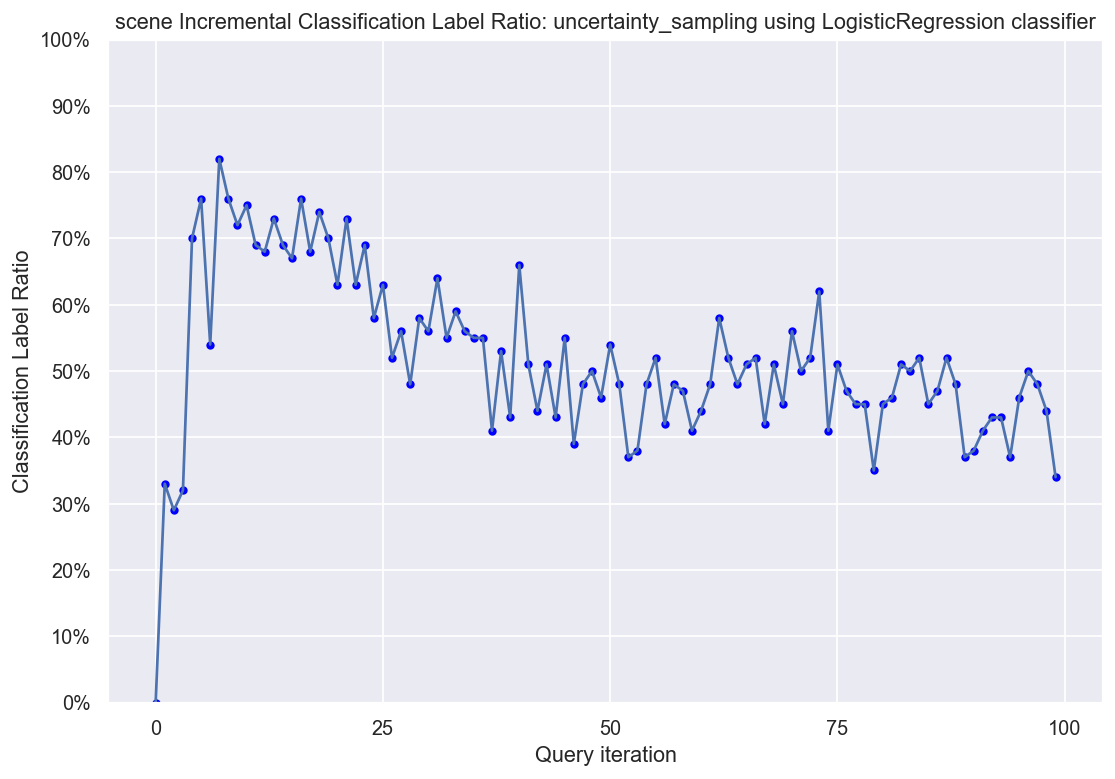 scene Incremental Classification Label Ratio: uncertainty_sampling using LogisticRegression classifier
100%
90%
80%
70%
60%
50%
40%
30%
20%
10%
0%
Classification Label Ratio
0 25 50 75 100
Query iteration